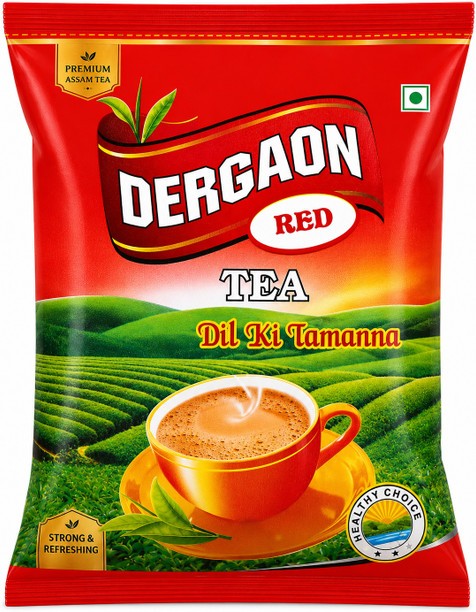 PREMIUM
ASSAM TEA
DERGAON
RED
TEA
Dil Ki Tamanna
STRONG &
REFRESHING
HEALTHY CHOICE